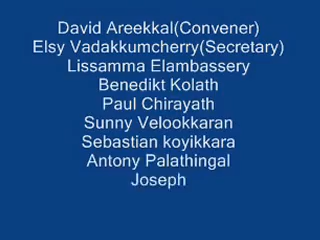 David Areekkal(Convener)
Elsy Vadakkumcherry(Secretary)
Lissamma Elambassery
Benedikt Kolath
Paul Chirayath
Sunny Velookkaran
Sebastian koyikkara
Antony Palathingal
Joseph